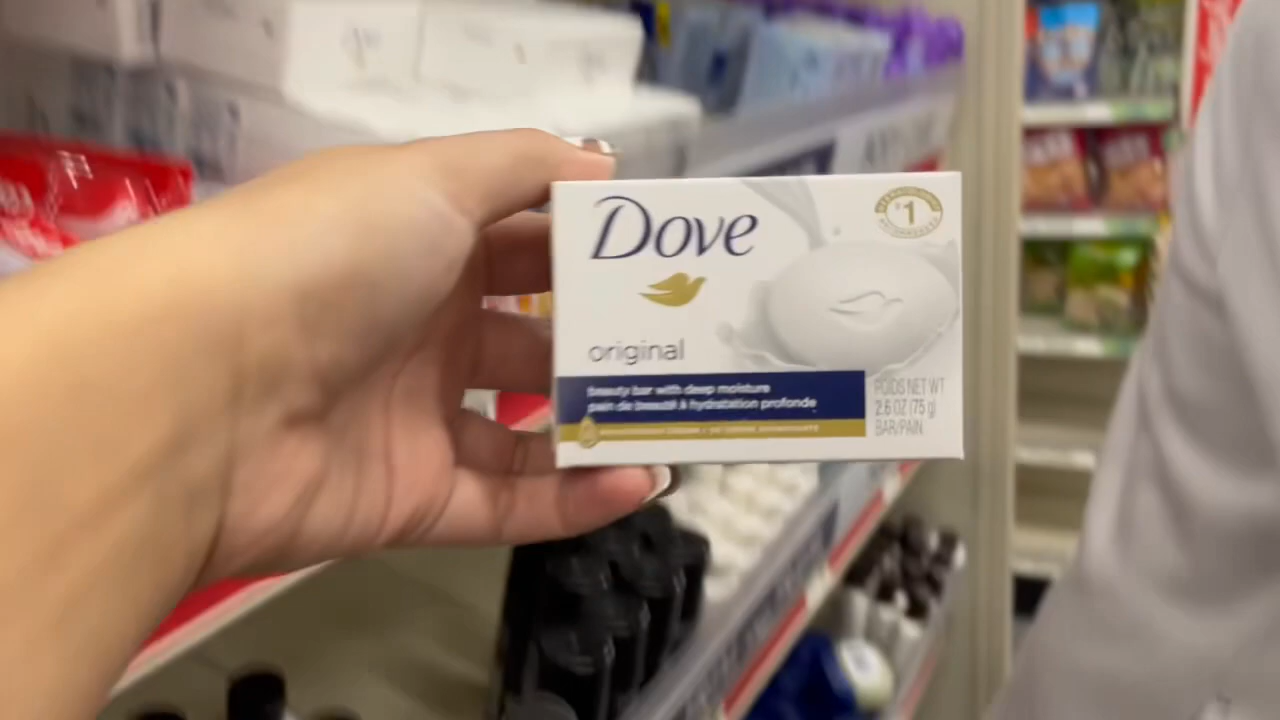 Dove
#1
original
beauty bar with deep moisture
pain de beauté à hydratation profonde
POIDS NET WT
2.6 OZ (75 g)
BAR/PAIN